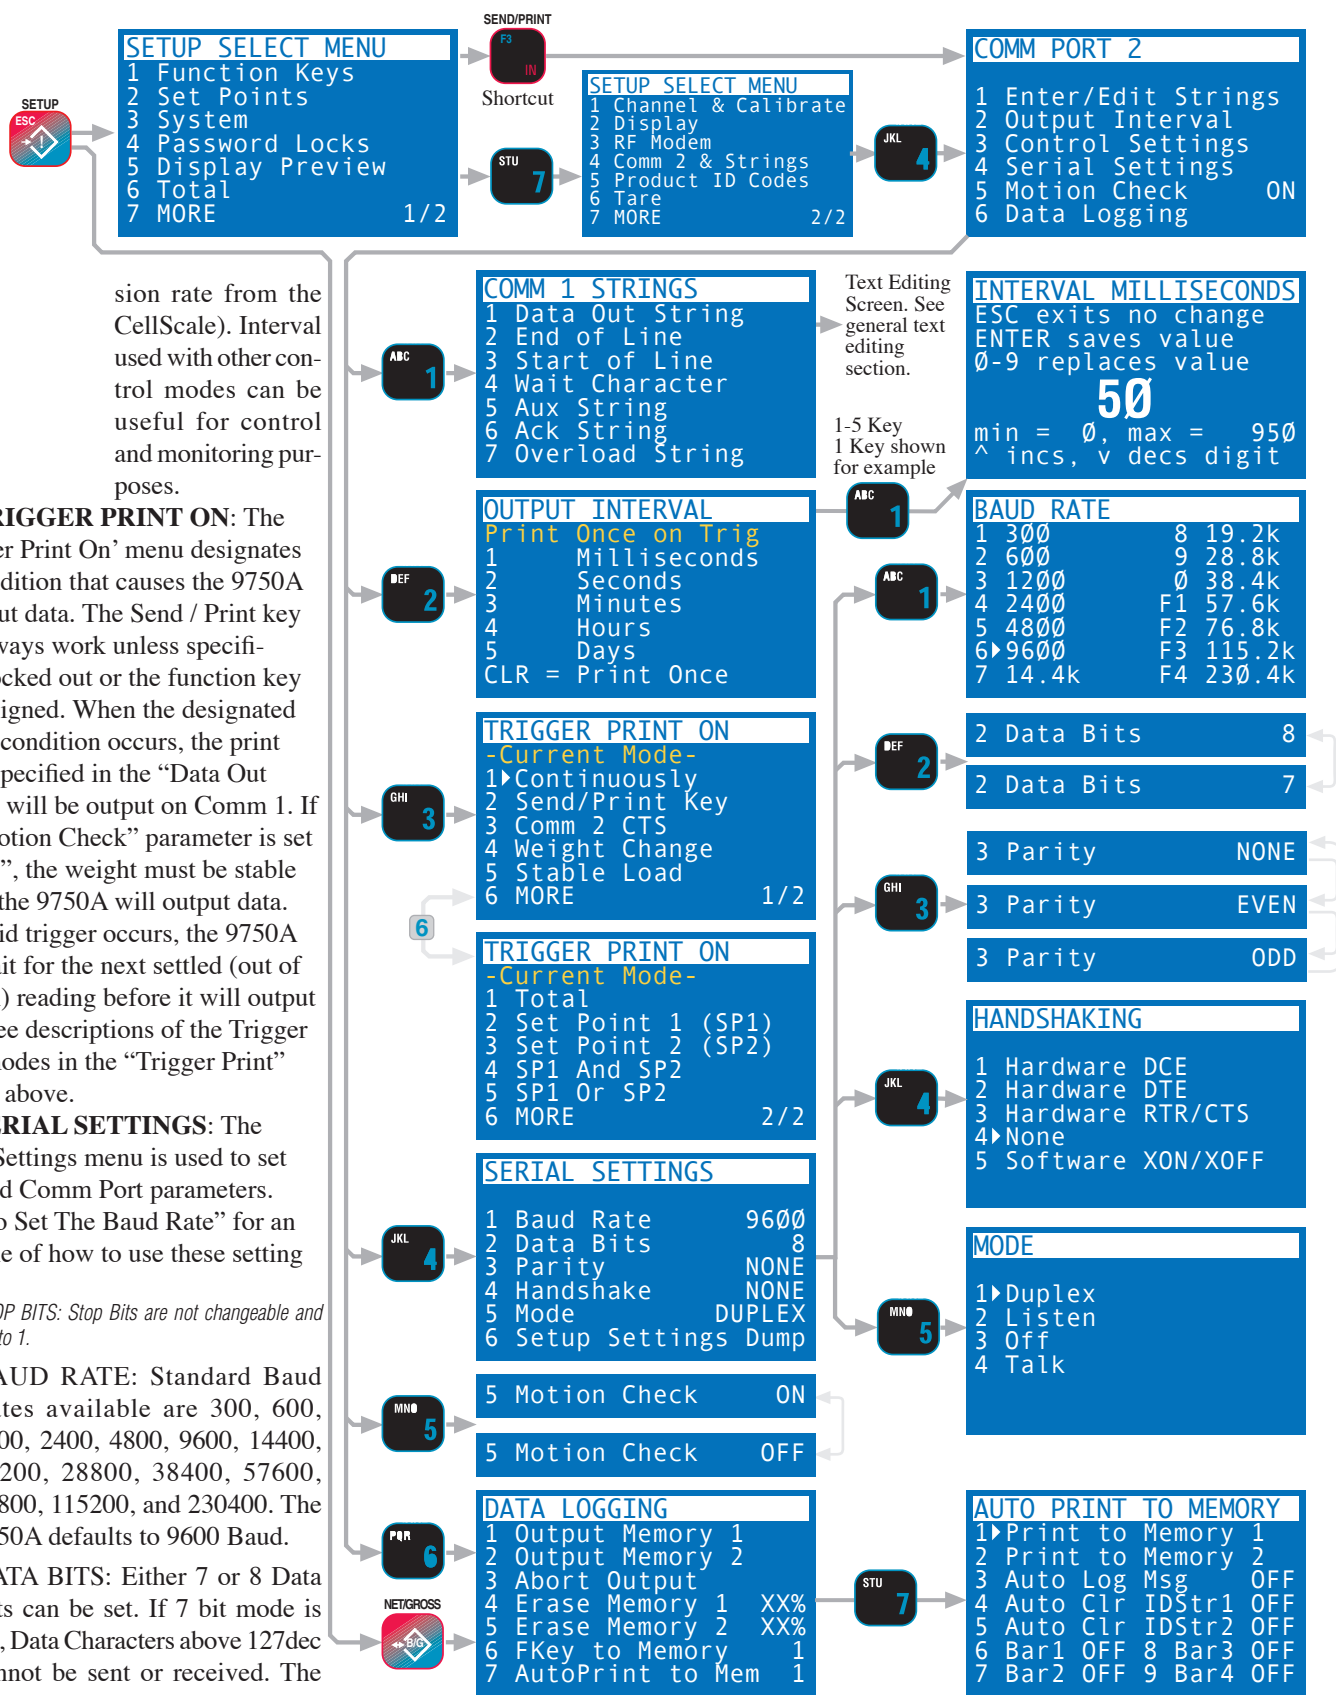 SEND/PRINT
F3
IN
Shortcut
SETUP
ESC
SETUP SELECT MENU
1 Function Keys
2 Set Points
3 System
4 Password Locks
5 Display Preview
6 Total
7 MORE 1/2
STU
7
SETUP SELECT MENU
1 Channel & Calibrate
2 Display
3 RF Modem
4 Comm 2 & Strings
5 Product ID Codes
6 Tare
7 MORE 2/2
JKL
4
COMM PORT 2
1 Enter/Edit Strings
2 Output Interval
3 Control Settings
4 Serial Settings
5 Motion Check ON
6 Data Logging
sion rate from the
CellScale). Interval
used with other con-
trol modes can be
useful for control
and monitoring pur-
poses.
RIGGER PRINT ON: The
er Print On’ menu designates
dition that causes the 9750A
ut data. The Send / Print key
ways work unless specifi-
ocked out or the function key
igned. When the designated
condition occurs, the print
pecified in the “Data Out
will be output on Comm 1. If
otion Check” parameter is set
”, the weight must be stable
the 9750A will output data.
id trigger occurs, the 9750A
ait for the next settled (out of
) reading before it will output
ee descriptions of the Trigger
nodes in the “Trigger Print”
above.
ERIAL SETTINGS: The
Settings menu is used to set
d Comm Port parameters.
o Set The Baud Rate” for an
le of how to use these setting
OP BITS: Stop Bits are not changeable and
to 1.
AUD RATE: Standard Baud
tes available are 300, 600,
00, 2400, 4800, 9600, 14400,
200, 28800, 38400, 57600,
800, 115200, and 230400. The
50A defaults to 9600 Baud.
ATA BITS: Either 7 or 8 Data
ts can be set. If 7 bit mode is
, Data Characters above 127dec
nnot be sent or received. The
ABC
1
COMM 1 STRINGS
1 Data Out String
2 End of Line
3 Start of Line
4 Wait Character
5 Aux String
6 Ack String
7 Overload String
Text Editing
Screen. See
general text
editing
section.
1-5 Key
1 Key shown
for example
ABC
1
INTERVAL MILLISECONDS
ESC exits no change
ENTER saves value
Ø-9 replaces value
5Ø
min = Ø, max = 95Ø
^ incs, v decs digit
DEF
2
OUTPUT INTERVAL
Print Once on Trig
1 Milliseconds
2 Seconds
3 Minutes
4 Hours
5 Days
CLR = Print Once
ABC
1
BAUD RATE
1 3ØØ 8 19.2k
2 6ØØ 9 28.8k
3 12ØØ Ø 38.4k
4 24ØØ F1 57.6k
5 48ØØ F2 76.8k
6 96ØØ F3 115.2k
7 14.4k F4 23Ø.4k
GHI
3
TRIGGER PRINT ON
-Current Mode-
1 Continuously
2 Send/Print Key
3 Comm 2 CTS
4 Weight Change
5 Stable Load
6 MORE 1/2
6
TRIGGER PRINT ON
-Current Mode-
1 Total
2 Set Point 1 (SP1)
3 Set Point 2 (SP2)
4 SP1 And SP2
5 SP1 Or SP2
6 MORE 2/2
DEF
2
2 Data Bits 8
2 Data Bits 7
GHI
3
3 Parity NONE
3 Parity EVEN
3 Parity ODD
JKL
4
HANDSHAKING
1 Hardware DCE
2 Hardware DTE
3 Hardware RTR/CTS
4 None
5 Software XON/XOFF
JKL
4
SERIAL SETTINGS
1 Baud Rate 96ØØ
2 Data Bits 8
3 Parity NONE
4 Handshake NONE
5 Mode DUPLEX
6 Setup Settings Dump
MNO
5
MODE
1 Duplex
2 Listen
3 Off
4 Talk
MNO
5
5 Motion Check ON
5 Motion Check OFF
PQR
6
NET/GROSS
B/G
DATA LOGGING
1 Output Memory 1
2 Output Memory 2
3 Abort Output
4 Erase Memory 1 XX%
5 Erase Memory 2 XX%
6 FKey to Memory 1
7 AutoPrint to Mem 1
STU
7
AUTO PRINT TO MEMORY
1 Print to Memory 1
2 Print to Memory 2
3 Auto Log Msg OFF
4 Auto Clr IDStr1 OFF
5 Auto Clr IDStr2 OFF
6 Bar1 OFF 8 Bar3 OFF
7 Bar2 OFF 9 Bar4 OFF